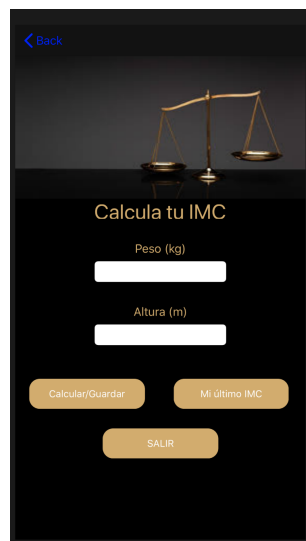 Back
Calcula tu IMC
Peso (kg)
Altura (m)
Calcular/Guardar
Mi último IMC
SALIR